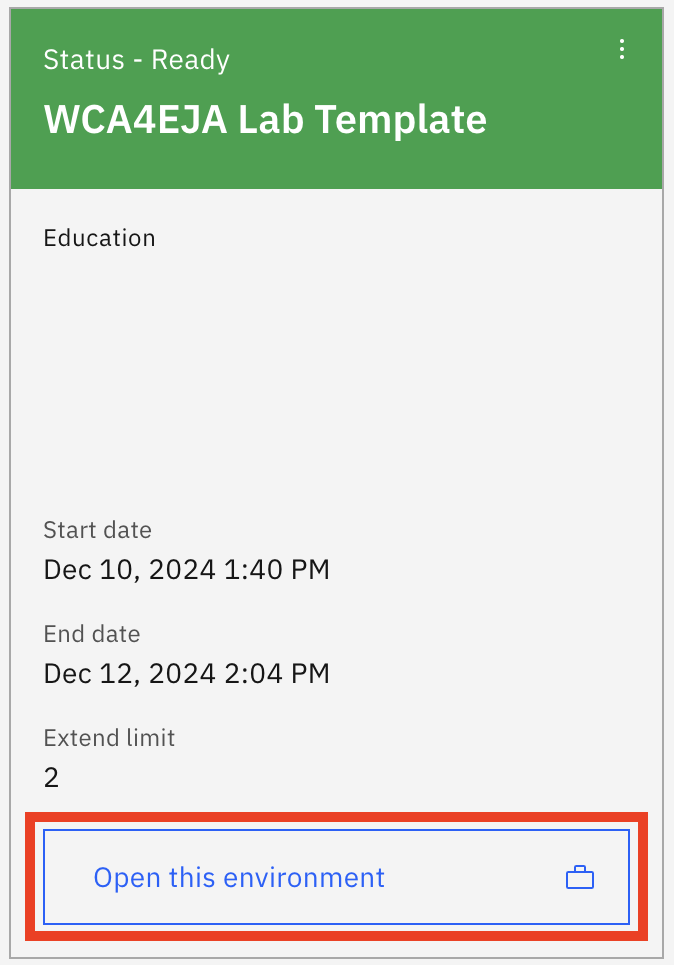 Status - Ready
WCA4EJA Lab Template
Education
Start date
Dec 10, 2024 1:40 PM
End date
Dec 12, 2024 2:04 PM
Extend limit
2
Open this environment